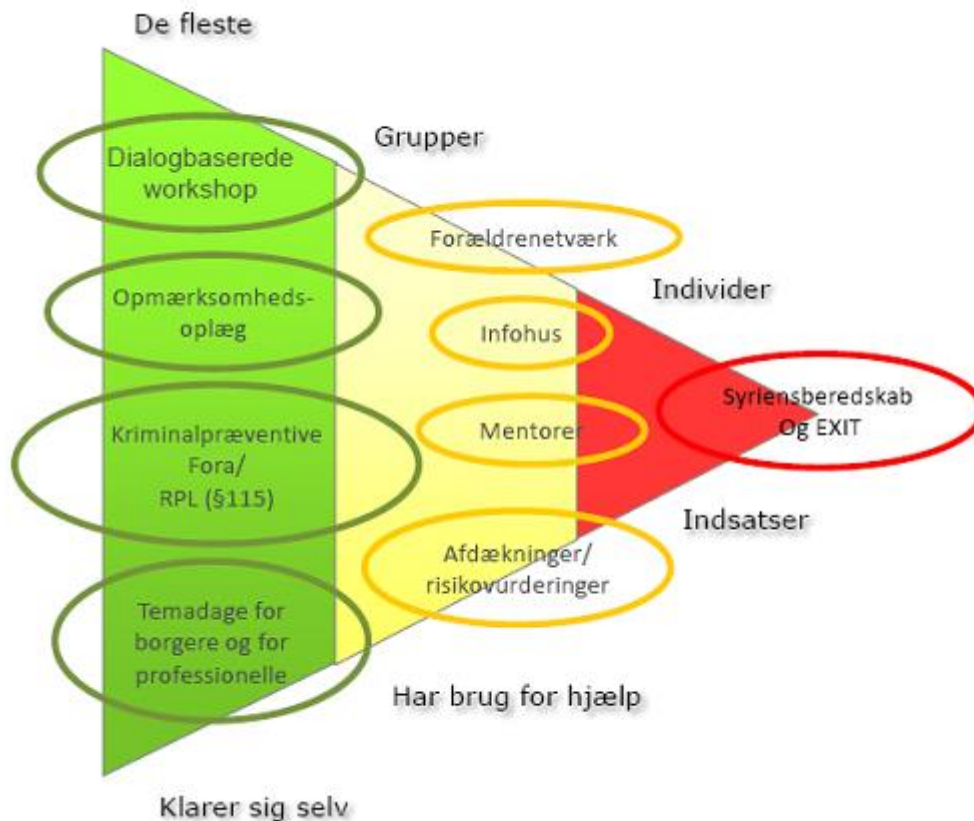 De fleste
Dialogbaserede
workshop
Opmærksomheds-
oplæg
Kriminalpræventive
Fora/
RPL (§115)
Temadage for
borgere og for
professionelle
Klarer sig selv
Grupper
Forældrenetværk
Infohus
Mentorer
Afdækninger/
risikovurderinger
Har brug for hjælp
Individer
Syriensberedskab
Og EXIT
Indsatser